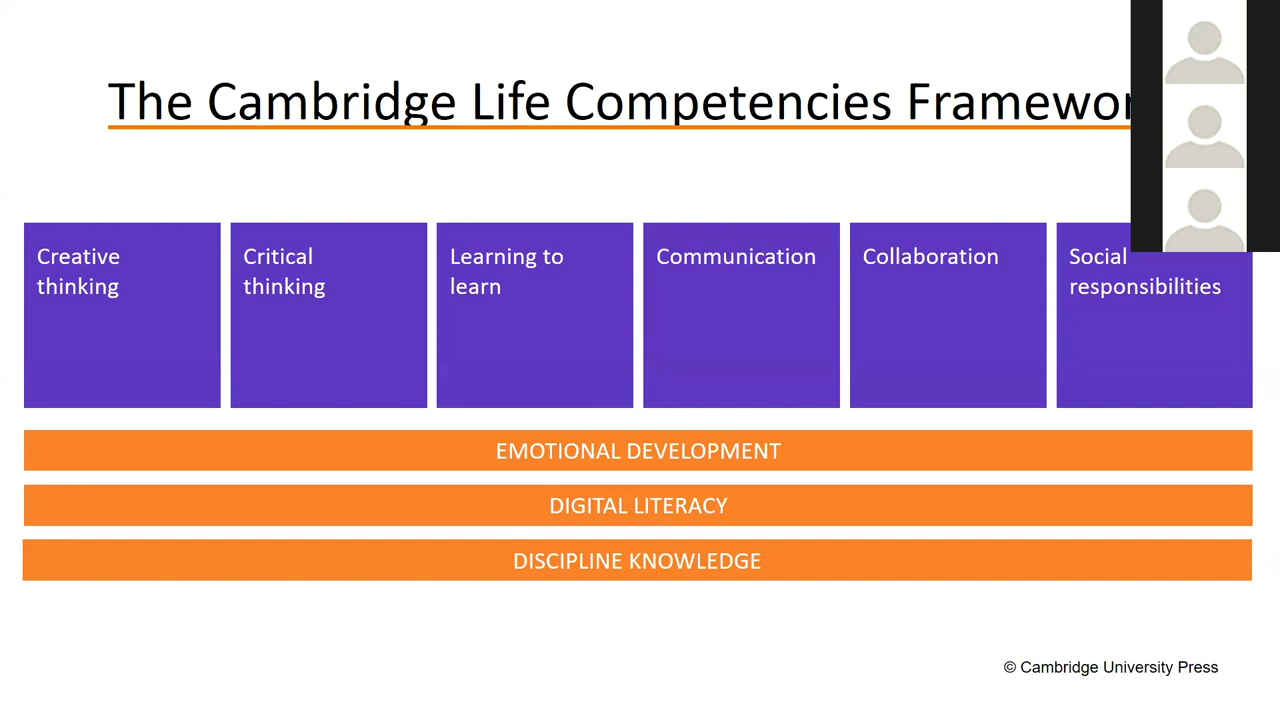 The Cambridge Life Competencies
Creative
thinking
Critical
thinking
Learning to
learn
Communication
Collaboration
Social
responsibilities
EMOTIONAL DEVELOPMENT
DIGITAL LITERACY
DISCIPLINE KNOWLEDGE
© Cambridge University Press